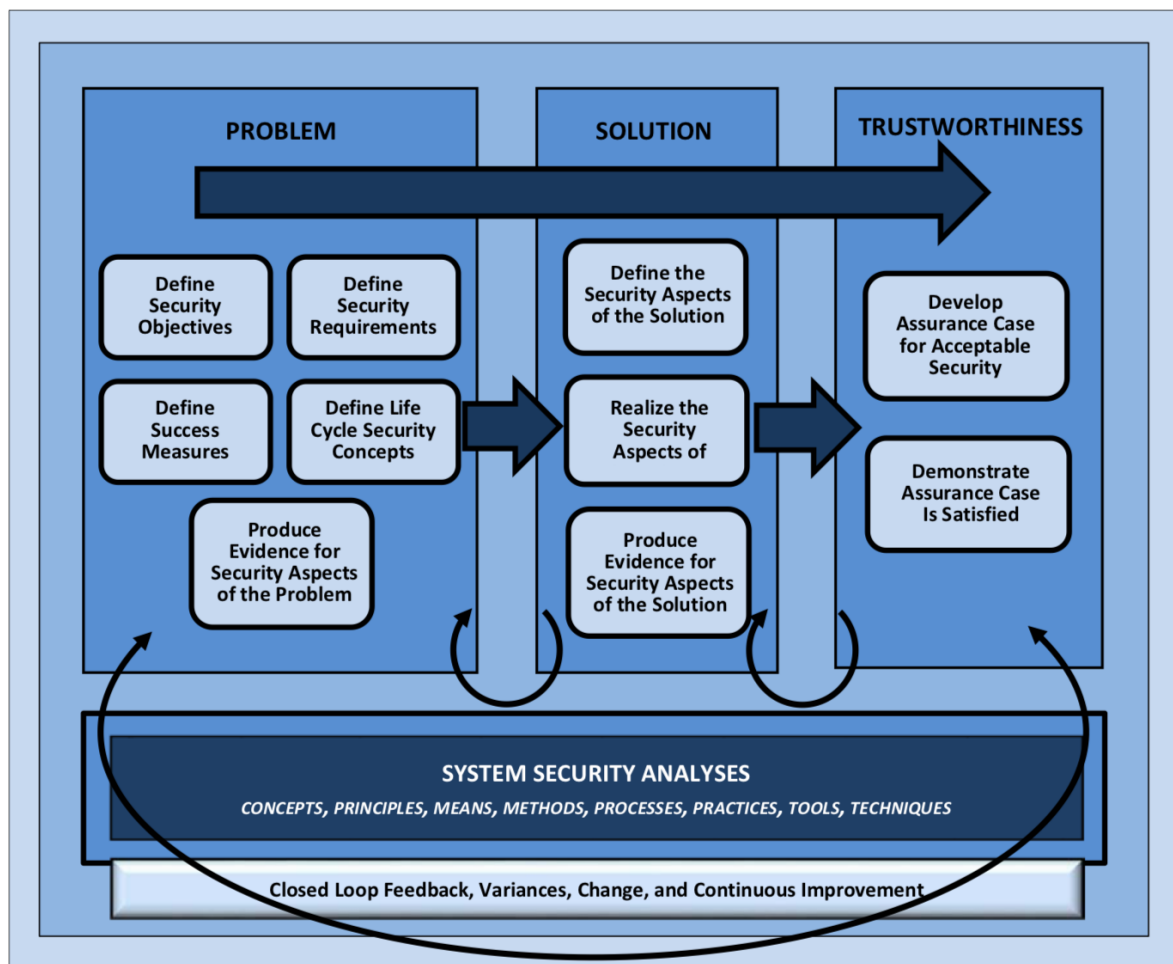 PROBLEM
Define
Security
Objectives
Define
Security
Requirements
Define
Success
Measures
Define Life
Cycle Security
Concepts
Produce
Evidence for
Security Aspects
of the Problem
SOLUTION
Define the
Security Aspects
of the Solution
Realize the
Security
Aspects of
Produce
Evidence for
Security Aspects
of the Solution
TRUSTWORTHINESS
Develop
Assurance Case
for Acceptable
Security
Demonstrate
Assurance Case
Is Satisfied
SYSTEM SECURITY ANALYSES
CONCEPTS, PRINCIPLES, MEANS, METHODS, PROCESSES, PRACTICES, TOOLS, TECHNIQUES
Closed Loop Feedback, Variances, Change, and Continuous Improvement